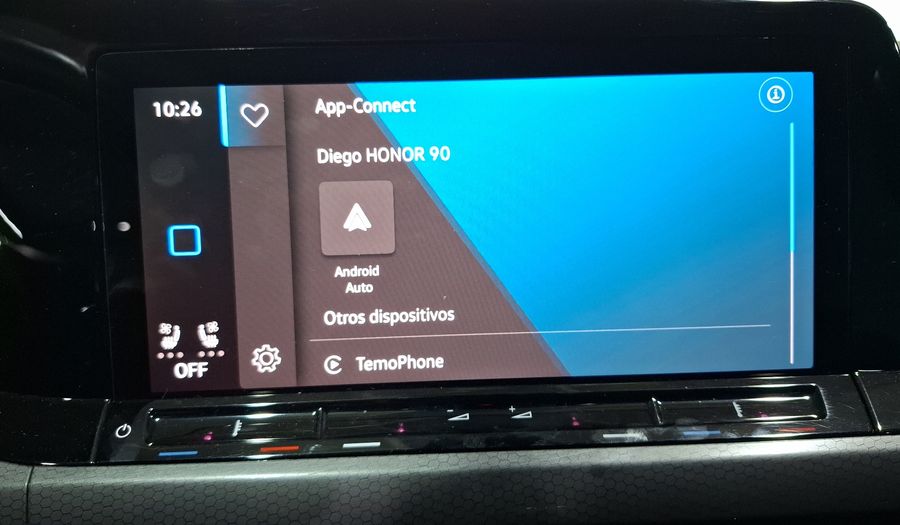 10:26
App-Connect
Diego HONOR 90
Android
Auto
Otros dispositivos
TemoPhone
OFF